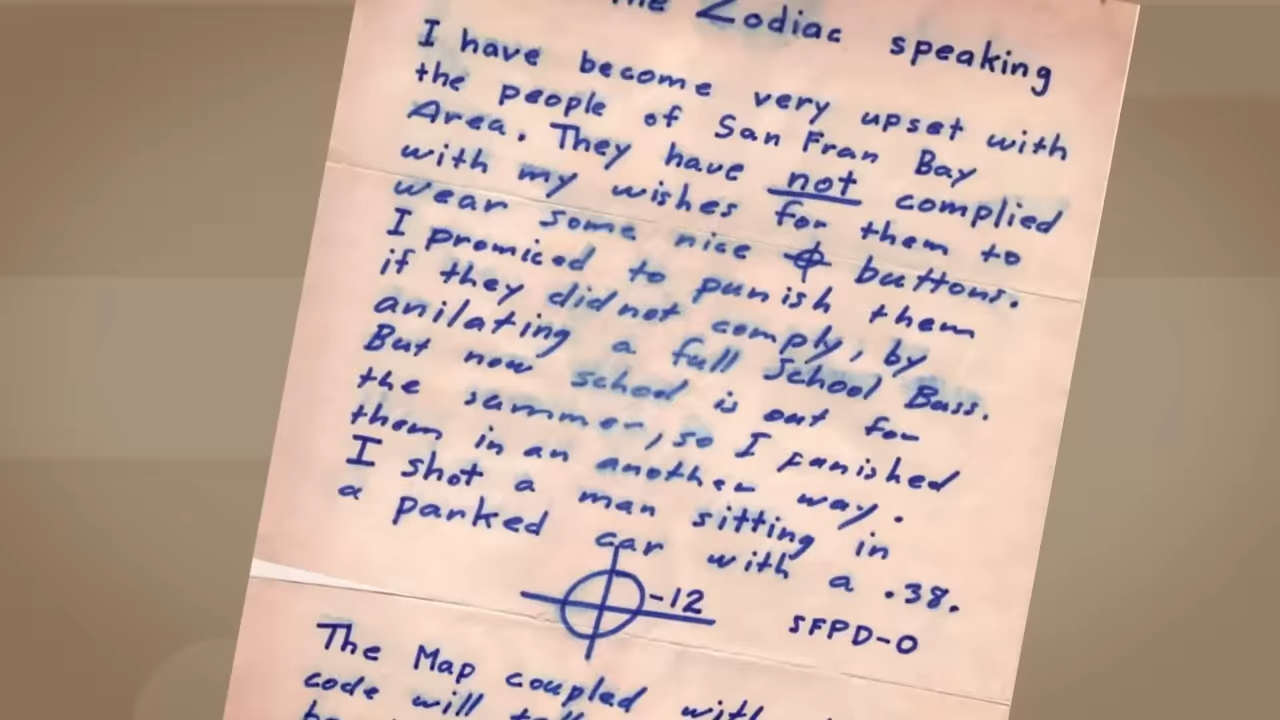 The Zodiac speaking
I have become very upset with
the people of San Fran Bay
Area. They have not complied
with my wishes for them to
wear some nice ⌖ buttons.
I promiced to punish them
if they did not comply, by
anilating a full School Buss.
But now school is out for
the summer, so I punished
them in an another way.
I shot a man sitting in
a parked car with a .38.
⌖-12 SFPD-0
The Map coupled with
code will